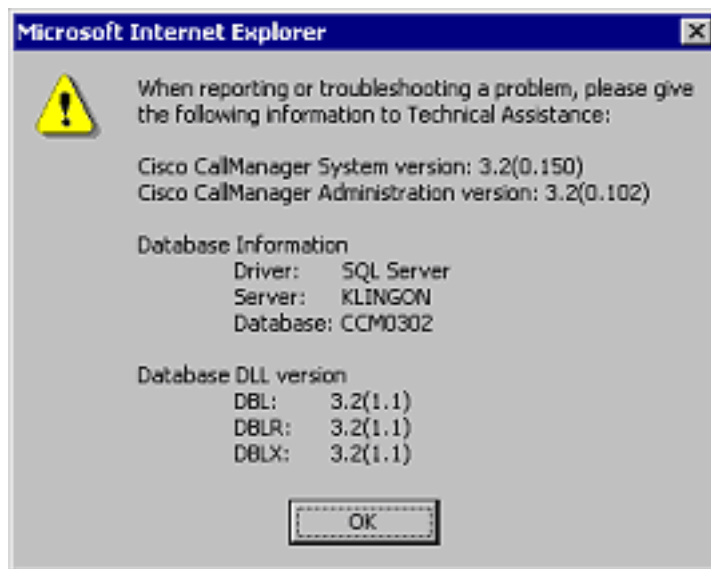 Microsoft Internet Explorer
When reporting or troubleshooting a problem, please give
the following information to Technical Assistance:
Cisco CallManager System version: 3.2(0.150)
Cisco CallManager Administration version: 3.2(0.102)
Database Information
Driver: SQL Server
Server: KLINGON
Database: CCM0302
Database DLL version
DBL: 3.2(1.1)
DBLR: 3.2(1.1)
DBLX: 3.2(1.1)
OK